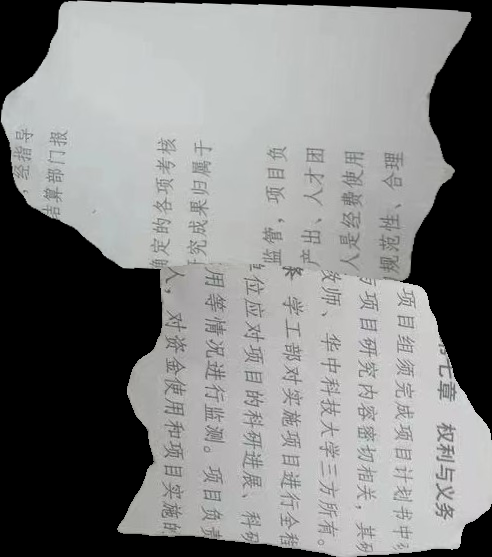 ，经指导
结算部门报
确定的各项考核
研究成果归属于
监管，项目负
产出、人才团
人是经费使用
规范性、合理
七章 权利与义务
项目组须完成项目计划书中
项目研究内容密切相关，其研
教师、华中科技大学三方所有。
学工部对实施项目进行全程
单位应对项目的科研进展、科研
用等情况进行监测。项目负责
人，对资金使用和项目实施的